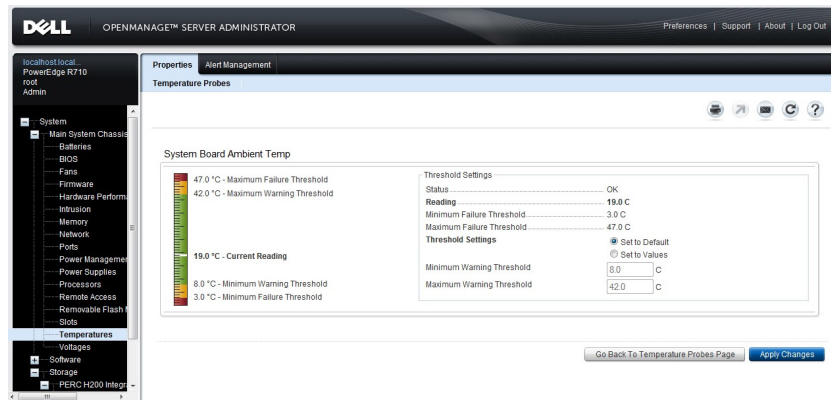 DELL OPENMANAGE™ SERVER ADMINISTRATOR Preferences | Support | About | Log Out
localhost.local...
PowerEdge R710
root
Admin
Properties Alert Management
Temperature Probes
System
Main System Chassis
Batteries
BIOS
Fans
Firmware
Hardware Performa
Intrusion
Memory
Network
Ports
Power Managemen
Power Supplies
Processors
Remote Access
Removable Flash
Slots
Temperatures
Voltages
Software
Storage
PERC H200 Integr
System Board Ambient Temp
47.0 °C - Maximum Failure Threshold
42.0 °C - Maximum Warning Threshold
19.0 °C - Current Reading
8.0 °C - Minimum Warning Threshold
3.0 °C - Minimum Failure Threshold
Threshold Settings
Status OK
Reading 19.0 C
Minimum Failure Threshold 3.0 C
Maximum Failure Threshold 47.0 C
Threshold Settings Set to Default
Set to Values
Minimum Warning Threshold 8.0 C
Maximum Warning Threshold 42.0 C
Go Back To Temperature Probes Page Apply Changes